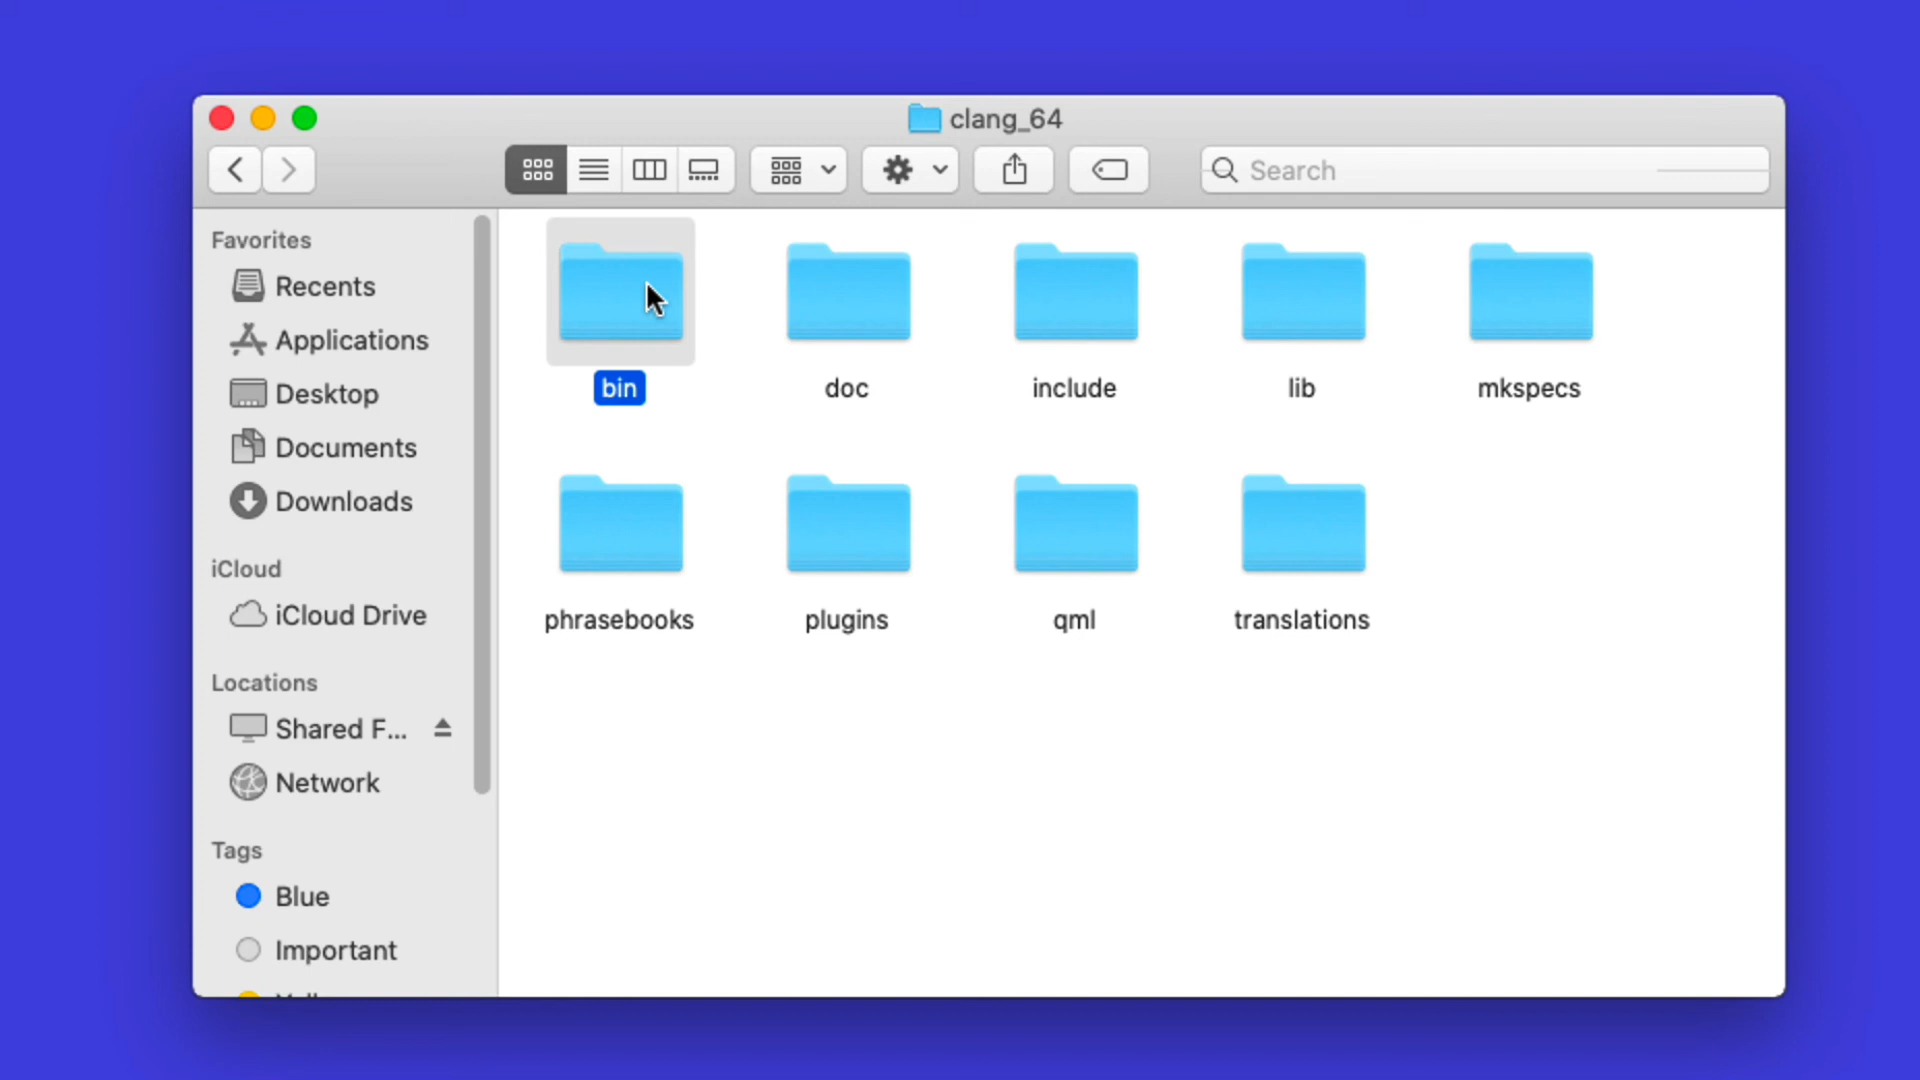 clang_64
Search
Favorites
Recents
Applications
Desktop
Documents
Downloads
iCloud
iCloud Drive
Locations
Shared F...
Network
Tags
Blue
Important
bin
doc
include
lib
mkspecs
phrasebooks
plugins
qml
translations